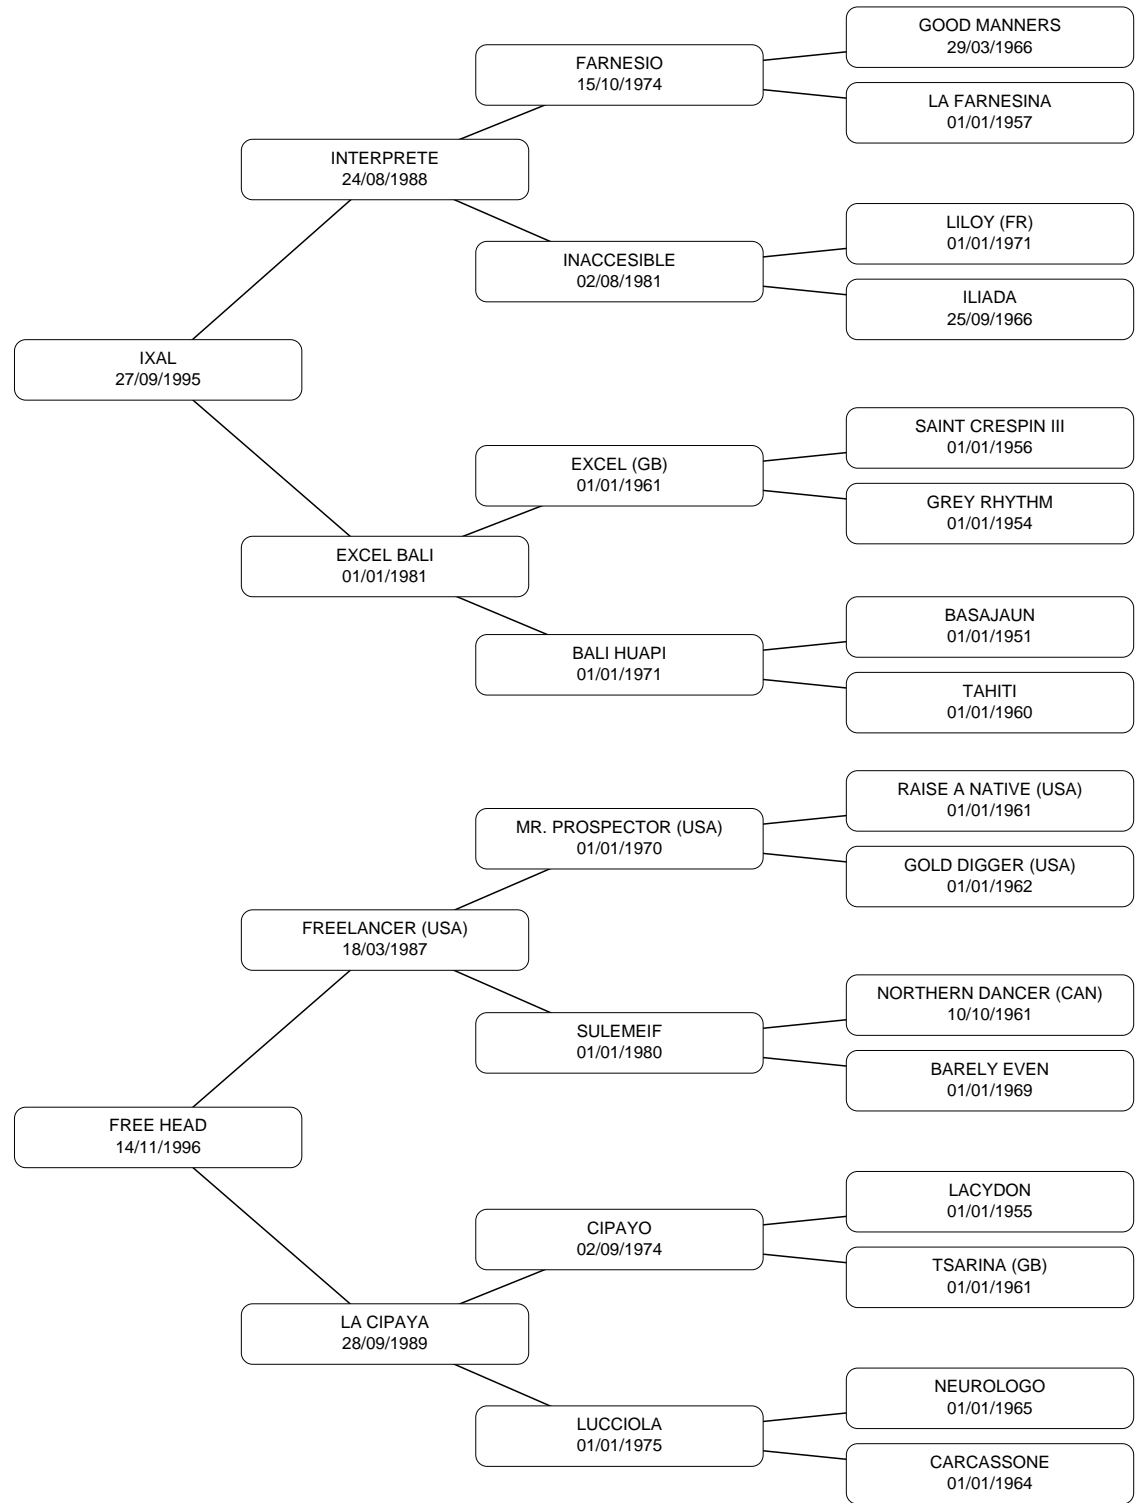 GOOD MANNERS
29/03/1966
FARNESIO
15/10/1974
LA FARNESINA
01/01/1957
INTERPRETE
24/08/1988
LILOY (FR)
01/01/1971
INACCESIBLE
02/08/1981
ILIADA
25/09/1966
IXAL
27/09/1995
SAINT CRESPIN III
01/01/1956
EXCEL (GB)
01/01/1961
GREY RHYTHM
01/01/1954
EXCEL BALI
01/01/1981
BASAJAUN
01/01/1951
BALI HUAPI
01/01/1971
TAHITI
01/01/1960
RAISE A NATIVE (USA)
01/01/1961
MR. PROSPECTOR (USA)
01/01/1970
GOLD DIGGER (USA)
01/01/1962
FREELANCER (USA)
18/03/1987
NORTHERN DANCER (CAN)
10/10/1961
SULEMEIF
01/01/1980
BARELY EVEN
01/01/1969
FREE HEAD
14/11/1996
LACYDON
01/01/1955
CIPAYO
02/09/1974
TSARINA (GB)
01/01/1961
LA CIPAYA
28/09/1989
NEUROLOGO
01/01/1965
LUCCIOLA
01/01/1975
CARCASSONE
01/01/1964